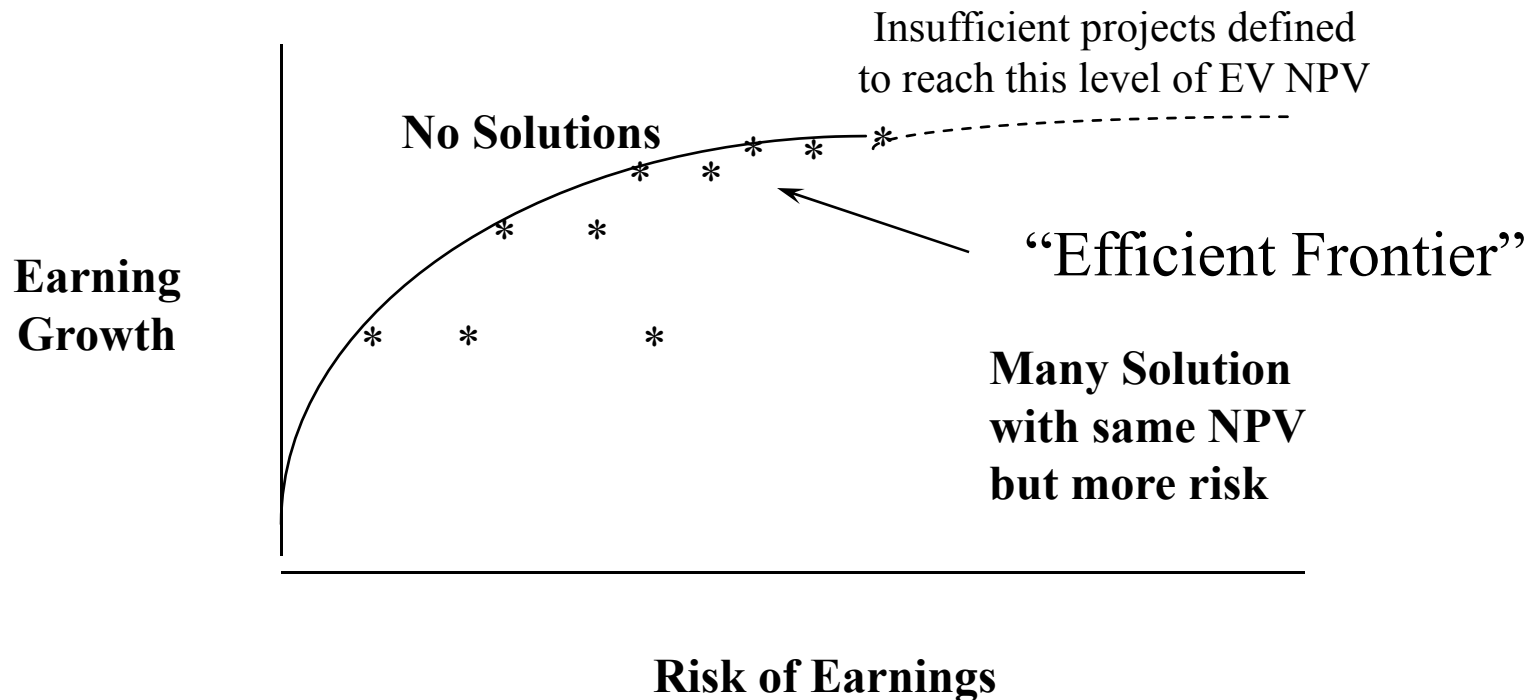 Insufficient projects defined
to reach this level of EV NPV
No Solutions
“Efficient Frontier”
Earning
Growth
Many Solution
with same NPV
but more risk
Risk of Earnings